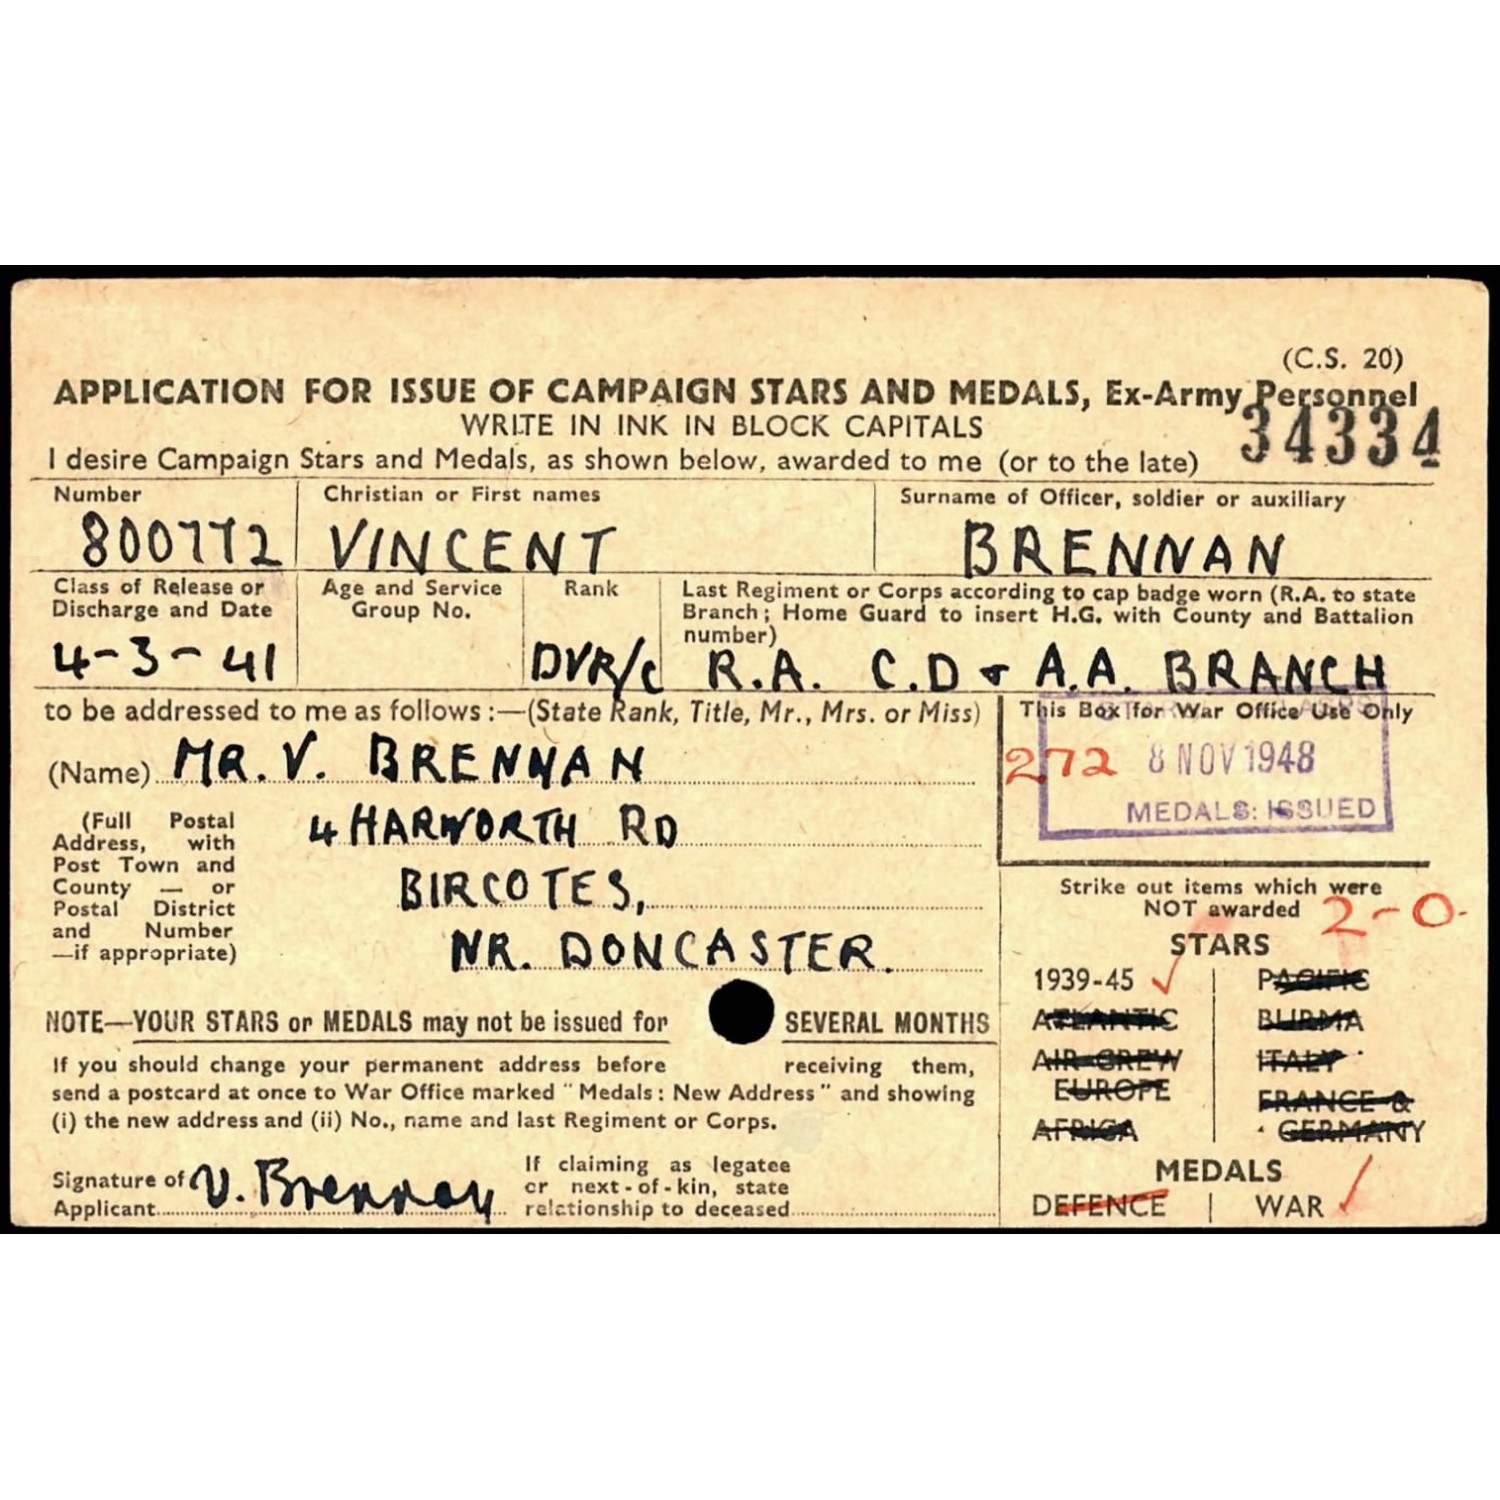 (C.S. 20)
APPLICATION FOR ISSUE OF CAMPAIGN STARS AND MEDALS, Ex-Army Personnel
WRITE IN INK IN BLOCK CAPITALS
34334
I desire Campaign Stars and Medals, as shown below, awarded to me (or to the late)
Number Christian or First names Surname of Officer, soldier or auxiliary
800772 VINCENT BRENNAN
Class of Release or Discharge and Date
Age and Service Group No.
Rank
Last Regiment or Corps according to cap badge worn (R.A. to state
Branch; Home Guard to insert H.G. with County and Battalion
number)
4-3-41 DVR/C R.A. C.D & A.A. BRANCH
to be addressed to me as follows :—(State Rank, Title, Mr., Mrs. or Miss)
(Name) MR. V. BRENNAN
(Full Postal
Address, with
Post Town and
County — or
Postal District
and Number
—if appropriate)
4 HARWORTH RD
BIRCOTES,
NR. DONCASTER.
This Box for War Office Use Only
272 8 NOV 1948
MEDALS: ISSUED
NOTE—YOUR STARS or MEDALS may not be issued for SEVERAL MONTHS
If you should change your permanent address before receiving them,
send a postcard at once to War Office marked "Medals: New Address" and showing
(i) the new address and (ii) No., name and last Regiment or Corps.
Signature of
Applicant
V. Brennan
If claiming as legatee
or next-of-kin, state
relationship to deceased
Strike out items which were
NOT awarded 2-0.
STARS
1939-45 PACIFIC
ATLANTIC BURMA
AIR CREW ITALY
EUROPE FRANCE &
AFRICA GERMANY
MEDALS
DEFENCE WAR